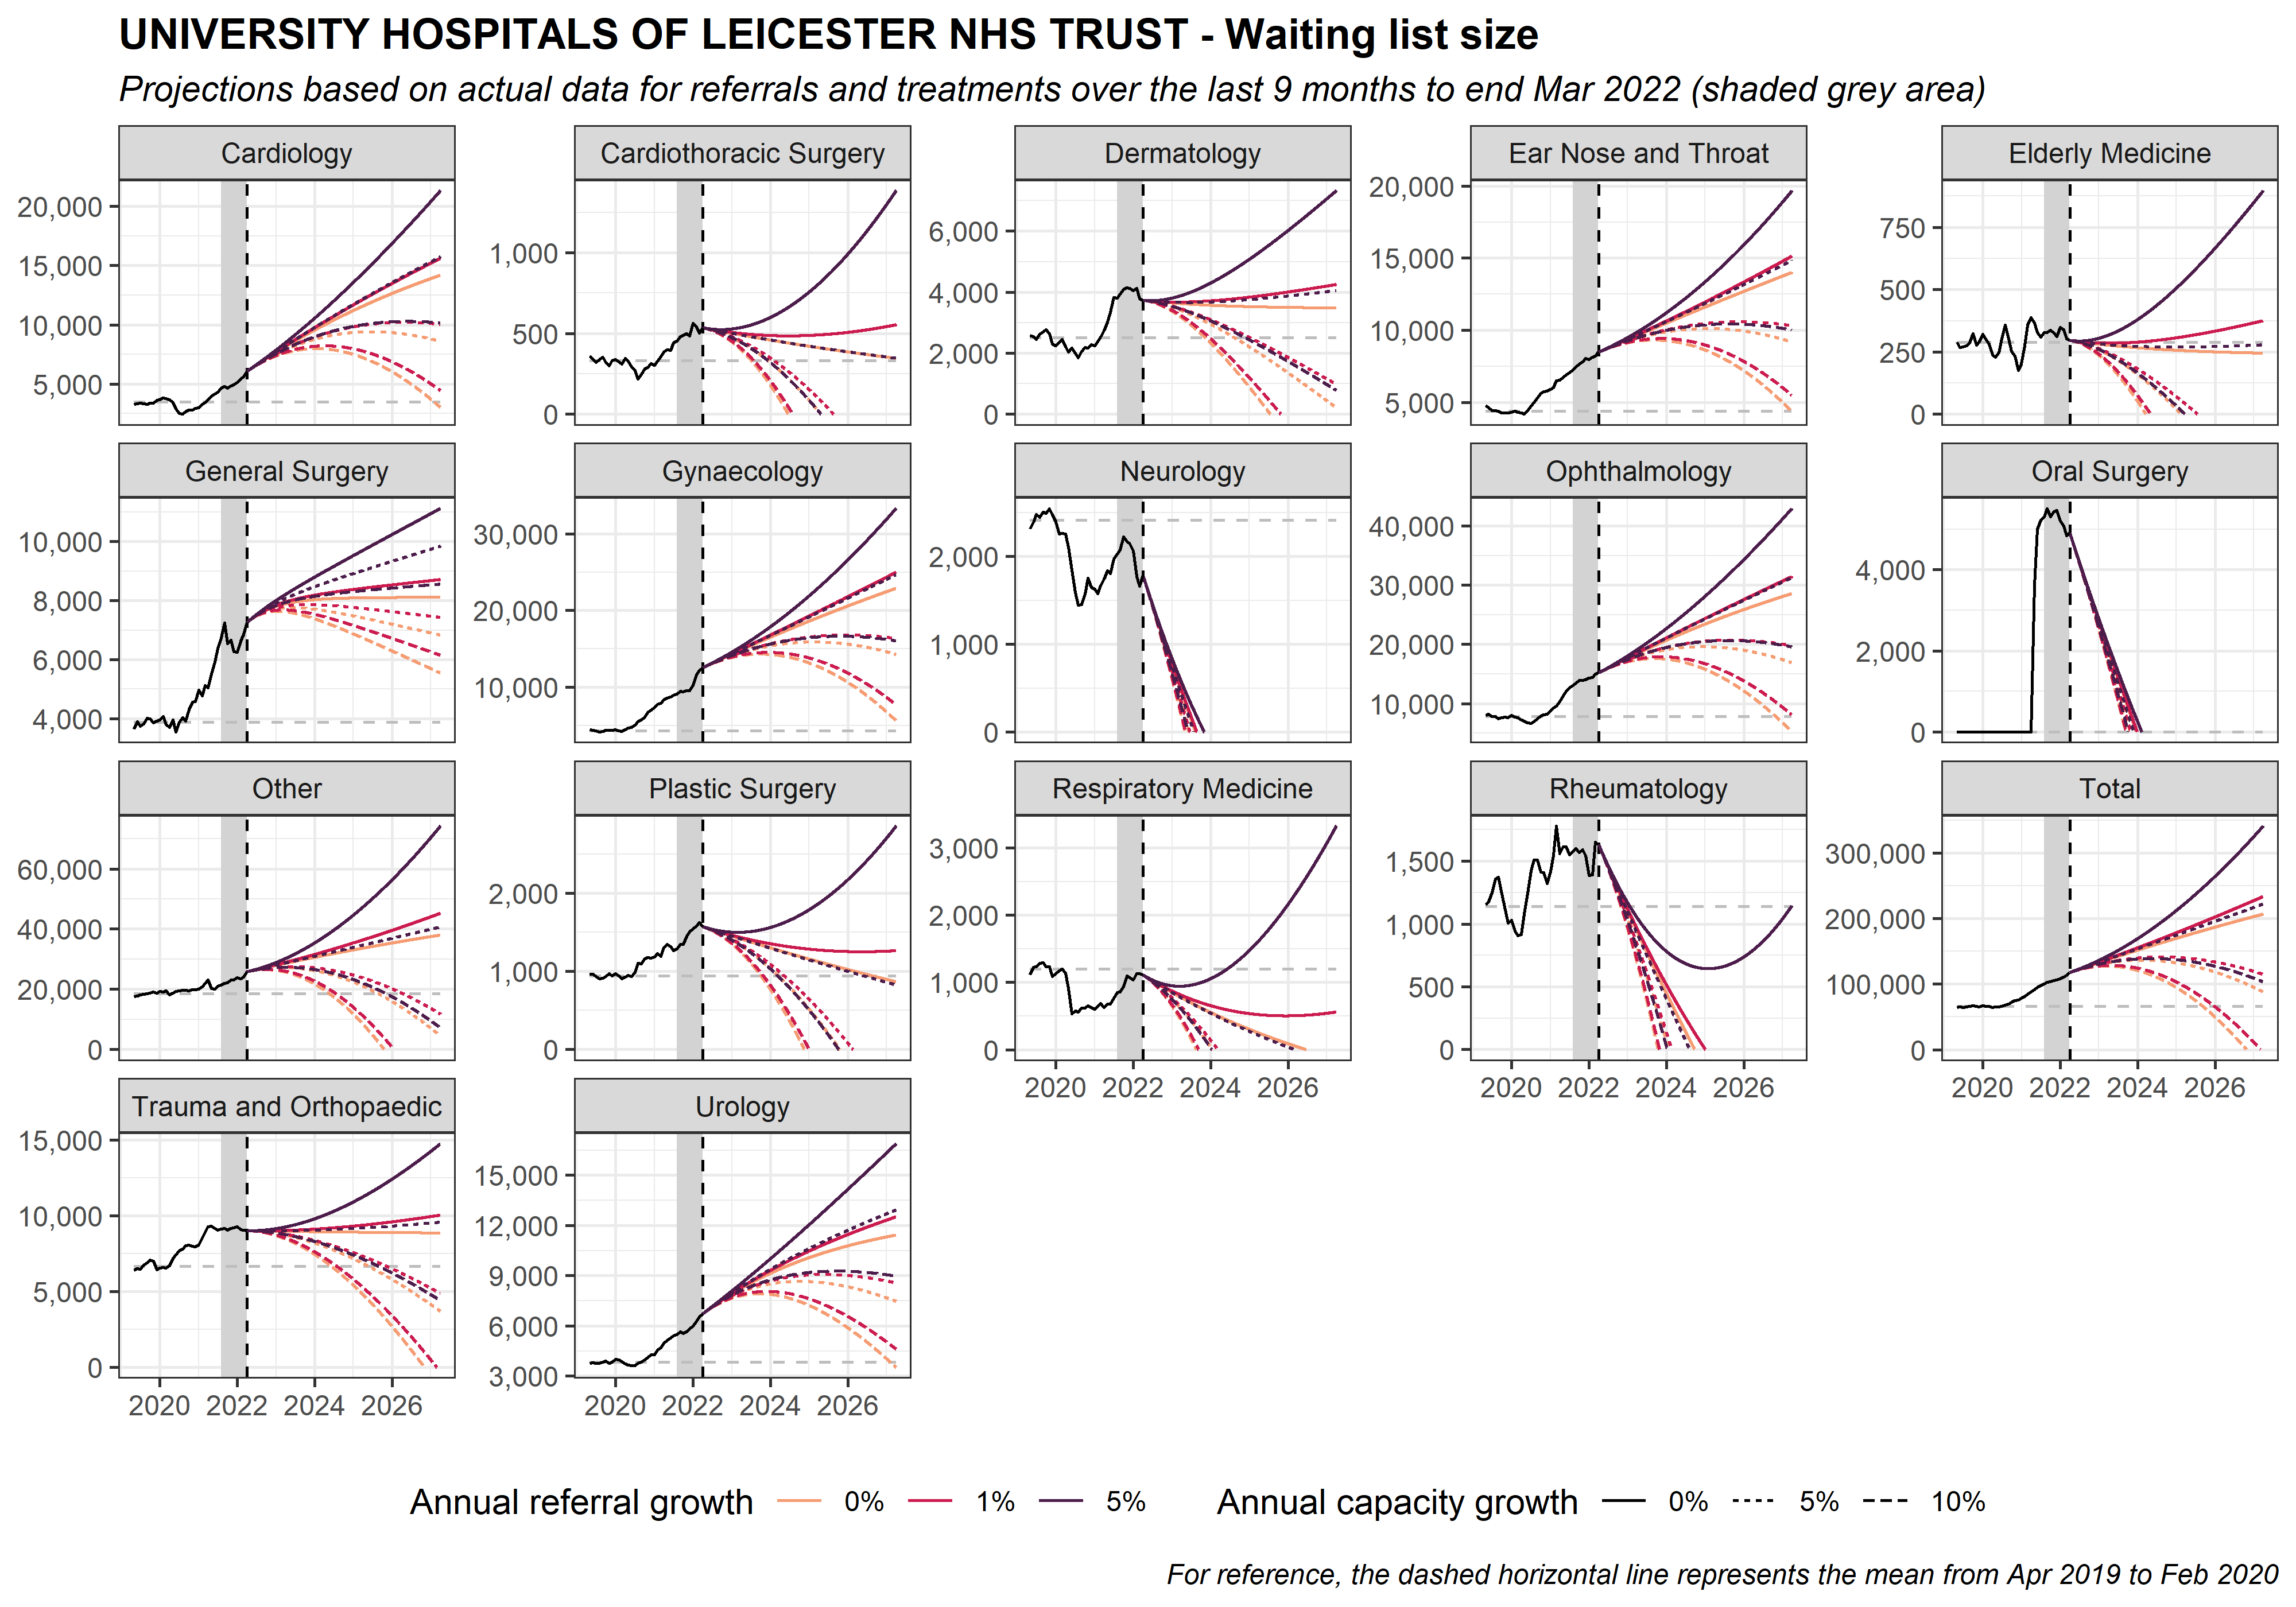 UNIVERSITY HOSPITALS OF LEICESTER NHS TRUST - Waiting list size
Projections based on actual data for referrals and treatments over the last 9 months to end Mar 2022 (shaded grey area)
Cardiology
Cardiothoracic Surgery
Dermatology
Ear Nose and Throat
Elderly Medicine
20,000
15,000
10,000
5,000
1,000
500
0
6,000
4,000
2,000
0
20,000
15,000
10,000
5,000
750
500
250
0
General Surgery
Gynaecology
Neurology
Ophthalmology
Oral Surgery
10,000
8,000
6,000
4,000
30,000
20,000
10,000
2,000
1,000
0
40,000
30,000
20,000
10,000
4,000
2,000
0
Other
Plastic Surgery
Respiratory Medicine
Rheumatology
Total
60,000
40,000
20,000
0
2,000
1,000
0
3,000
2,000
1,000
0
1,500
1,000
500
0
300,000
200,000
100,000
0
2020 2022 2024 2026
2020 2022 2024 2026
2020 2022 2024 2026
Trauma and Orthopaedic
Urology
15,000
10,000
5,000
0
15,000
12,000
9,000
6,000
3,000
2020 2022 2024 2026
2020 2022 2024 2026
Annual referral growth 0% 1% 5% Annual capacity growth 0% 5% 10%
For reference, the dashed horizontal line represents the mean from Apr 2019 to Feb 2020